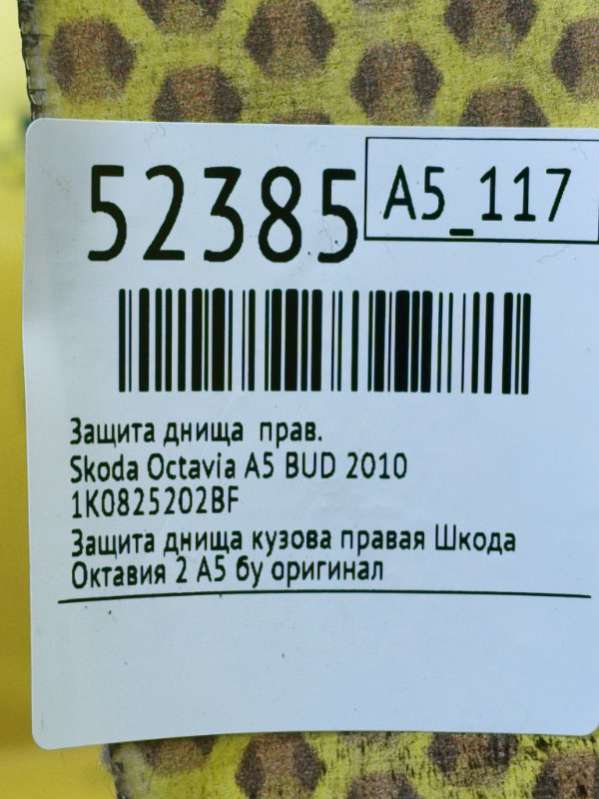 52385
A5_117
Защита днища прав.
Skoda Octavia A5 BUD 2010
1K0825202BF
Защита днища кузова правая Шкода
Октавия 2 А5 бу оригинал